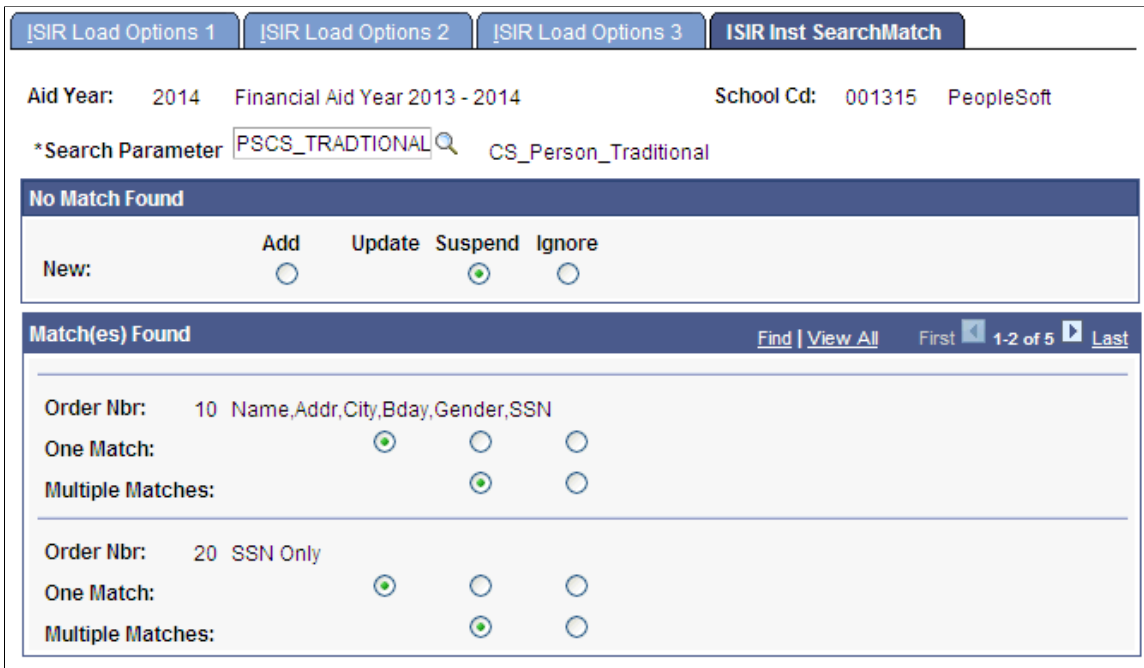 ISIR Load Options 1 ISIR Load Options 2 ISIR Load Options 3 ISIR Inst SearchMatch
Aid Year: 2014 Financial Aid Year 2013 - 2014 School Cd: 001315 PeopleSoft
*Search Parameter PSCS_TRADTIONAL CS_Person_Traditional
No Match Found
Add Update Suspend Ignore
New:
Match(es) Found Find | View All First 1-2 of 5 Last
Order Nbr: 10 Name,Addr,City,Bday,Gender,SSN
One Match:
Multiple Matches:
Order Nbr: 20 SSN Only
One Match:
Multiple Matches: